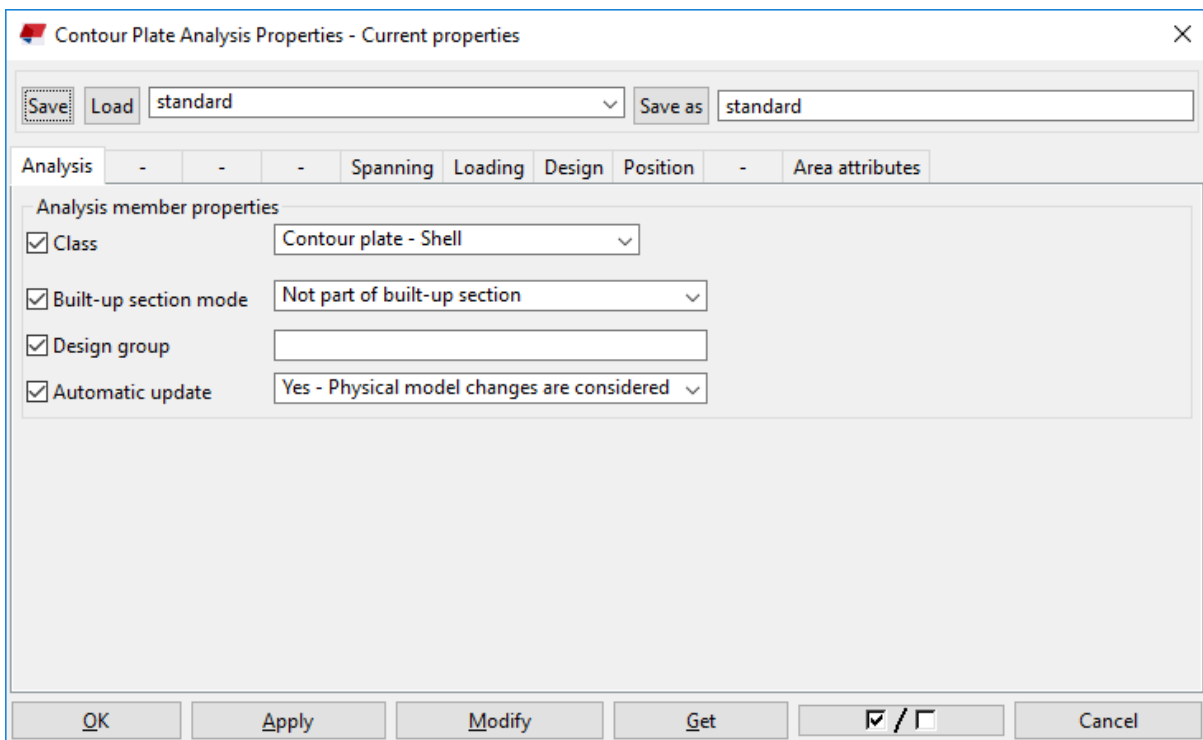 Contour Plate Analysis Properties - Current properties
Save Load standard Save as standard
Analysis - - - Spanning Loading Design Position - Area attributes
Analysis member properties
Class Contour plate - Shell
Built-up section mode Not part of built-up section
Design group
Automatic update Yes - Physical model changes are considered
OK Apply Modify Get / Cancel